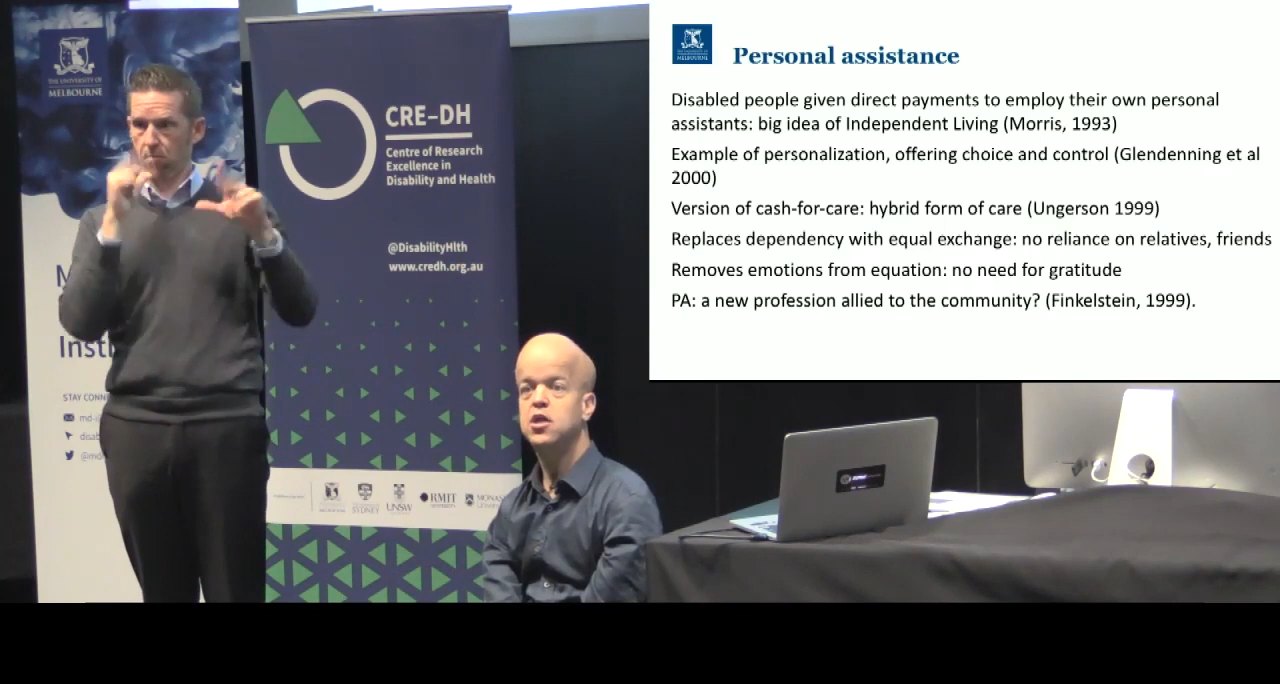 THE UNIVERSITY OF
MELBOURNE
STAY CONN
CRE-DH
Centre of Research
Excellence in
Disability and Health
@DisabilityHlth
www.credh.org.au
SYDNEY
UNSW
RMIT
UNIVERSITY
Personal assistance
Disabled people given direct payments to employ their own personal
assistants: big idea of Independent Living (Morris, 1993)
Example of personalization, offering choice and control (Glendenning et al
2000)
Version of cash-for-care: hybrid form of care (Ungerson 1999)
Replaces dependency with equal exchange: no reliance on relatives, friends
Removes emotions from equation: no need for gratitude
PA: a new profession allied to the community? (Finkelstein, 1999).